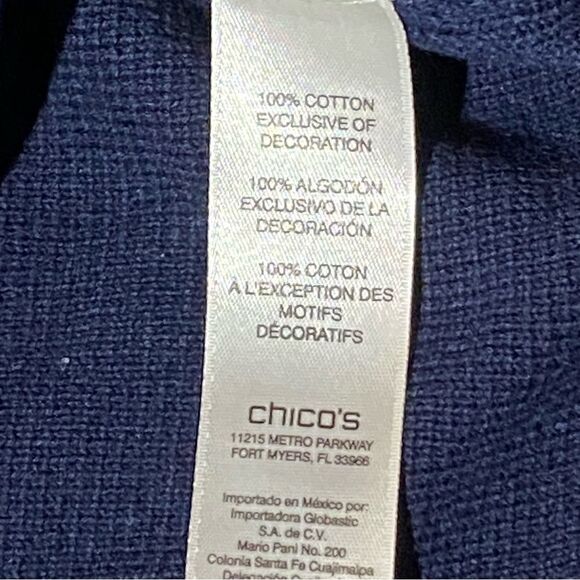 100% COTTON
EXCLUSIVE OF
DECORATION
100% ALGODÓN
EXCLUSIVO DE LA
DECORACIÓN
100% COTON
À L'EXCEPTION DES
MOTIFS
DÉCORATIFS
chico's
11215 METRO PARKWAY
FORT MYERS, FL 33966
Importado en México por:
Importadora Globastic
S.A. de C.V.
Mario Pani No. 200
Colonia Santa Fe Cuajimalpa
Delegación